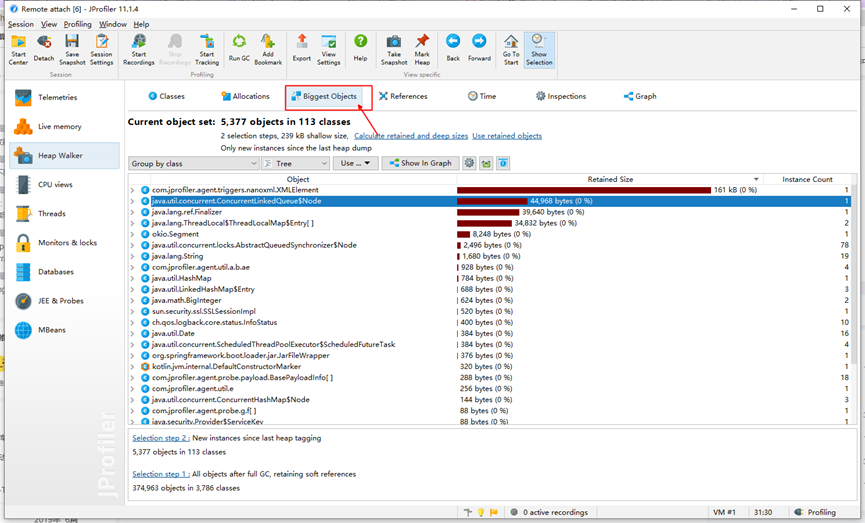 Remote attach [6] - JProfiler 11.1.4
Session View Profiling Window Help
Start Center
Detach
Save Snapshot
Session Settings
Start Recordings
Stop Recordings
Start Tracking
Run GC
Add Bookmark
Export
View Settings
Help
Take Snapshot
Mark Heap
Back
Forward
Go To Start
Show Selection
Session
Profiling
View specific
Telemetries
Live memory
Heap Walker
CPU views
Threads
Monitors & locks
Databases
JEE & Probes
MBeans
JProfiler
Classes Allocations Biggest Objects References Time Inspections Graph
Current object set: 5,377 objects in 113 classes
2 selection steps, 239 kB shallow size, Calculate retained and deep sizes Use retained objects
Only new instances since the last heap dump
Group by class Tree Use ... Show In Graph
Object Retained Size Instance Count
com.jprofiler.agent.triggers.nanoxml.XMLElement 161 kB (0 %) 1
java.util.concurrent.ConcurrentLinkedQueue$Node 44,968 bytes (0 %) 1
java.lang.ref.Finalizer 39,640 bytes (0 %) 1
java.lang.ThreadLocal$ThreadLocalMap$Entry[ ] 34,832 bytes (0 %) 1
okio.Segment 8,248 bytes (0 %) 1
java.util.concurrent.locks.AbstractQueuedSynchronizer$Node 2,496 bytes (0 %) 78
java.lang.String 1,680 bytes (0 %) 19
com.jprofiler.agent.util.a.b.ae 928 bytes (0 %) 4
java.util.HashMap 784 bytes (0 %) 1
java.util.LinkedHashMap$Entry 688 bytes (0 %) 3
java.math.BigInteger 624 bytes (0 %) 2
sun.security.ssl.SSLSessionImpl 520 bytes (0 %) 1
ch.qos.logback.core.status.InfoStatus 400 bytes (0 %) 10
java.util.Date 384 bytes (0 %) 16
java.util.concurrent.ScheduledThreadPoolExecutor$ScheduledFutureTask 384 bytes (0 %) 4
org.springframework.boot.loader.jar.JarFileWrapper 376 bytes (0 %) 1
kotlin.jvm.internal.DefaultConstructorMarker 320 bytes (0 %) 1
com.jprofiler.agent.probe.payload.BasePayloadInfo[ ] 288 bytes (0 %) 18
com.jprofiler.agent.util.e 256 bytes (0 %) 1
java.util.concurrent.ConcurrentHashMap$Node 144 bytes (0 %) 3
com.jprofiler.agent.probe.g.f[ ] 88 bytes (0 %) 1
java.security.Provider$ServiceKey 88 bytes (0 %) 1
Selection step 2 : New instances since last heap tagging
5,377 objects in 113 classes
Selection step 1 : All objects after full GC, retaining soft references
374,963 objects in 3,786 classes
0 active recordings VM #1 31:30 Profiling